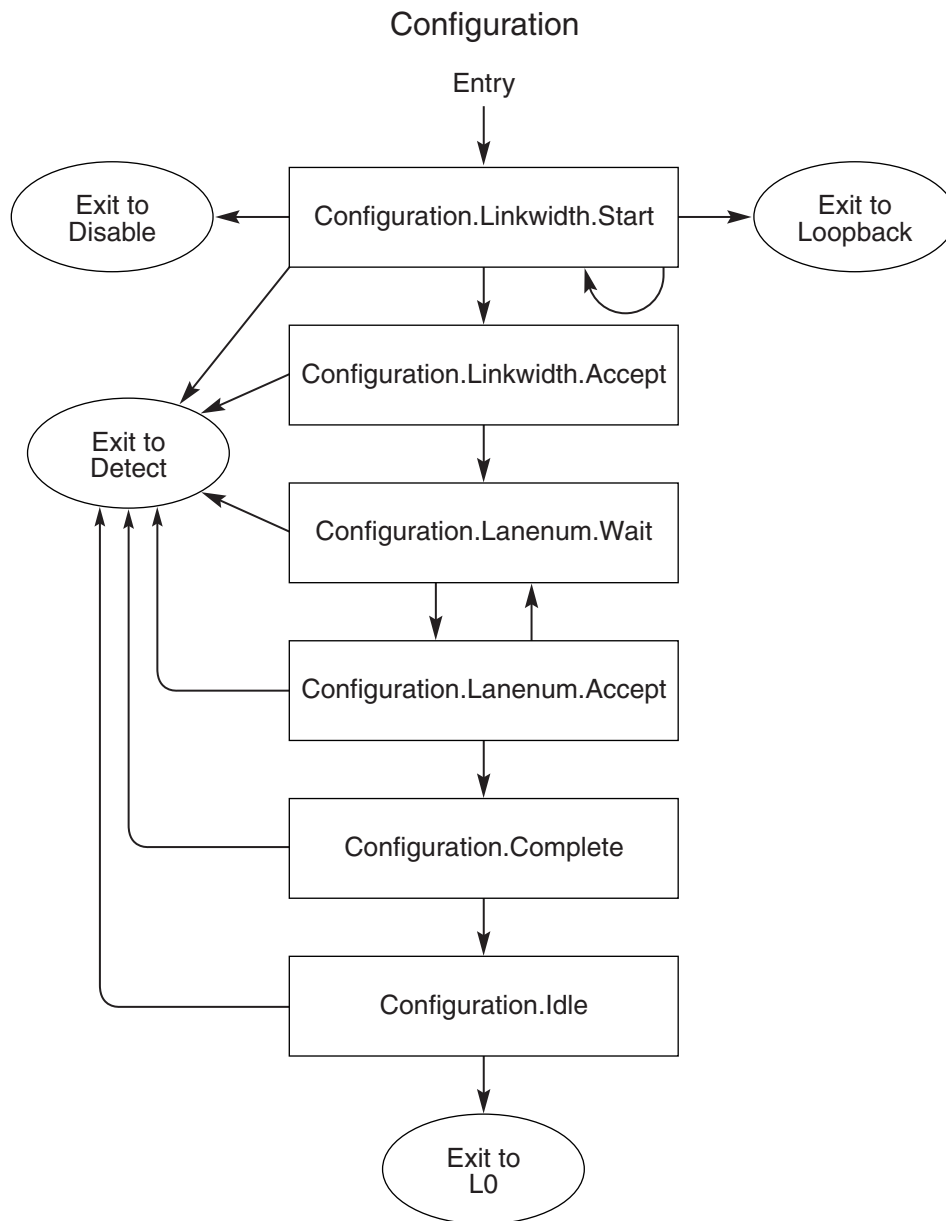 Configuration
Entry
Exit to
Disable
Configuration.Linkwidth.Start
Exit to
Loopback
Configuration.Linkwidth.Accept
Exit to
Detect
Configuration.Lanenum.Wait
Configuration.Lanenum.Accept
Configuration.Complete
Configuration.Idle
Exit to
L0